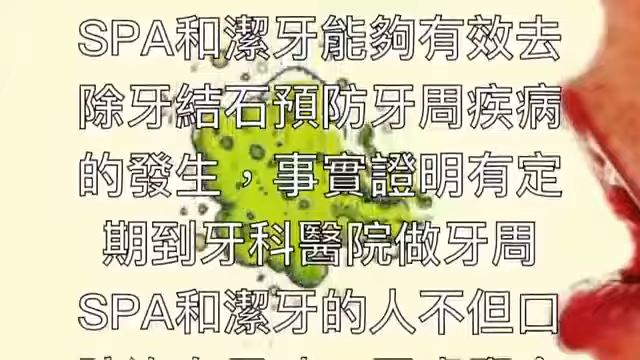 SPA和潔牙能夠有效去
除牙結石預防牙周疾病
的發生，事實證明有定
期到牙科醫院做牙周
SPA和潔牙的人不但口